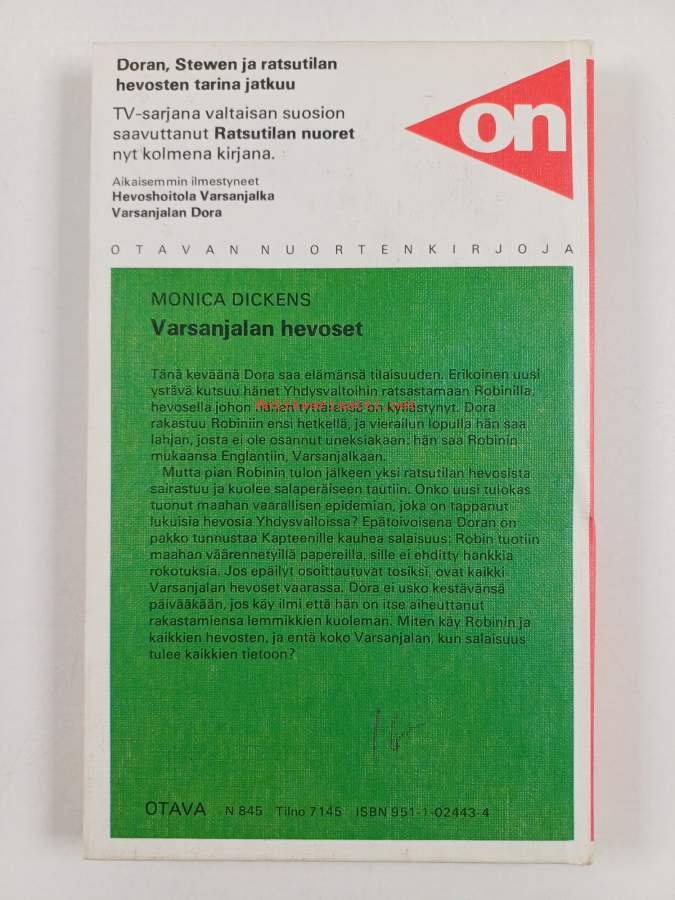 Doran, Stewen ja ratsutilan
hevosten tarina jatkuu
TV-sarjana valtaisan suosion
saavuttanut Ratsutilan nuoret
nyt kolmena kirjana.
Aikaisemmin ilmestyneet
Hevoshoitola Varsanjalka
Varsanjalan Dora
on
OTAVAN NUORTENKIRJOJA
MONICA DICKENS
Varsanjalan hevoset
Tänä keväänä Dora saa elämänsä tilaisuuden. Erikoinen uusi
ystävä kutsuu hänet Yhdysvaltoihin ratsastamaan Robinilla,
hevosella johon hänen tyttärensä on kyllästynyt. Dora
antikvariaatti.net
rakastuu Robiniin ensi hetkellä, ja vierailun lopulla hän saa
lahjan, josta ei ole osannut uneksiakaan: hän saa Robinin
mukaansa Englantiin, Varsanjalkaan.
Mutta pian Robinin tulon jälkeen yksi ratsutilan hevosista
sairastuu ja kuolee salaperäiseen tautiin. Onko uusi tulokas
tuonut maahan vaarallisen epidemian, joka on tappanut
lukuisia hevosia Yhdysvalloissa? Epätoivoisena Doran on
pakko tunnustaa Kapteenille kauhea salaisuus: Robin tuotiin
maahan väärennetyillä papereilla, sille ei ehditty hankkia
rokotuksia. Jos epäilyt osoittautuvat tosiksi, ovat kaikki
Varsanjalan hevoset vaarassa. Dora ei usko kestävänsä
päivääkään, jos käy ilmi että hän on itse aiheuttanut
rakastamiensa lemmikkien kuoleman. Miten käy Robinin ja
kaikkien hevosten, ja entä koko Varsanjalan, kun salaisuus
tulee kaikkien tietoon?
OTAVA N 845 Tilno 7145 ISBN 951-1-02443-4